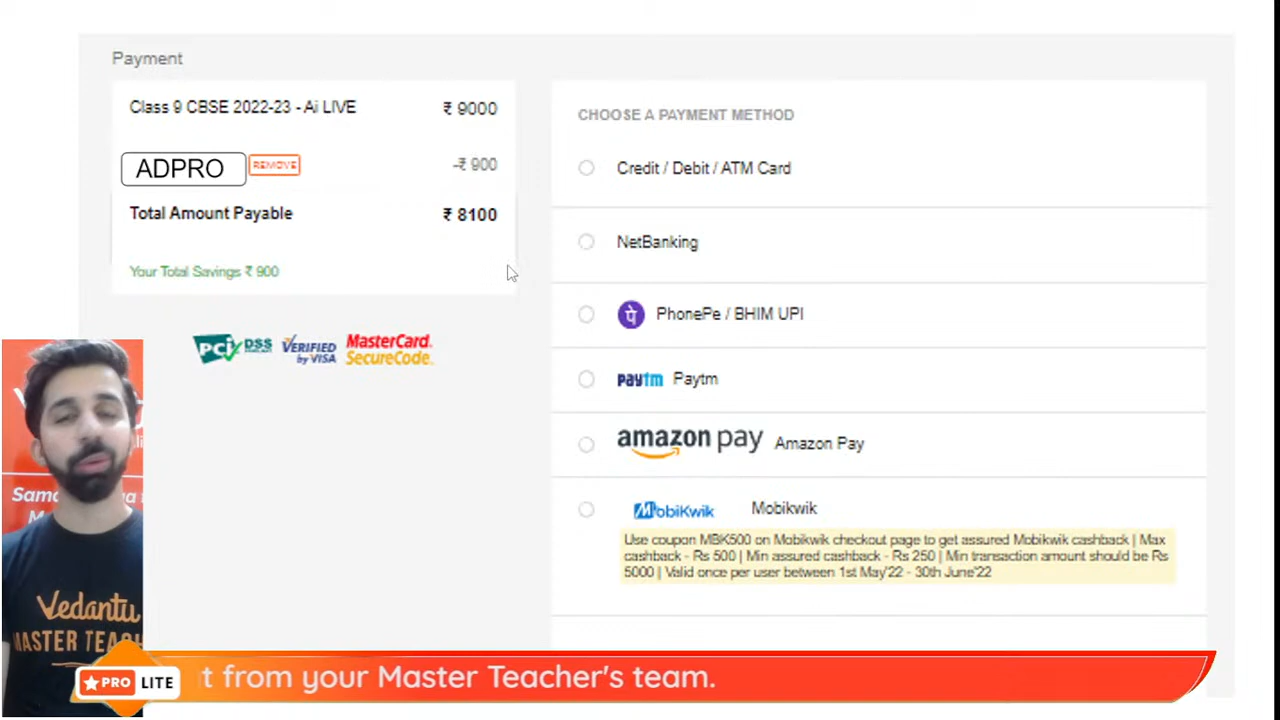 Payment
Class 9 CBSE 2022-23 - Ai LIVE ₹ 9000
ADPRO REMOVE -₹ 900
Total Amount Payable ₹ 8100
Your Total Savings ₹ 900
PCI DSS VERIFIED by VISA MasterCard. SecureCode.
CHOOSE A PAYMENT METHOD
Credit / Debit / ATM Card
NetBanking
पे PhonePe / BHIM UPI
paytm Paytm
amazon pay Amazon Pay
MobiKwik Mobikwik
Use coupon MBK500 on Mobikwik checkout page to get assured Mobikwik cashback | Max
cashback - Rs 500 | Min assured cashback - Rs 250 | Min transaction amount should be Rs
5000 | Valid once per user between 1st May'22 - 30th June'22
Vedantu
MASTER TEACH
PRO LITE
t from your Master Teacher's team.